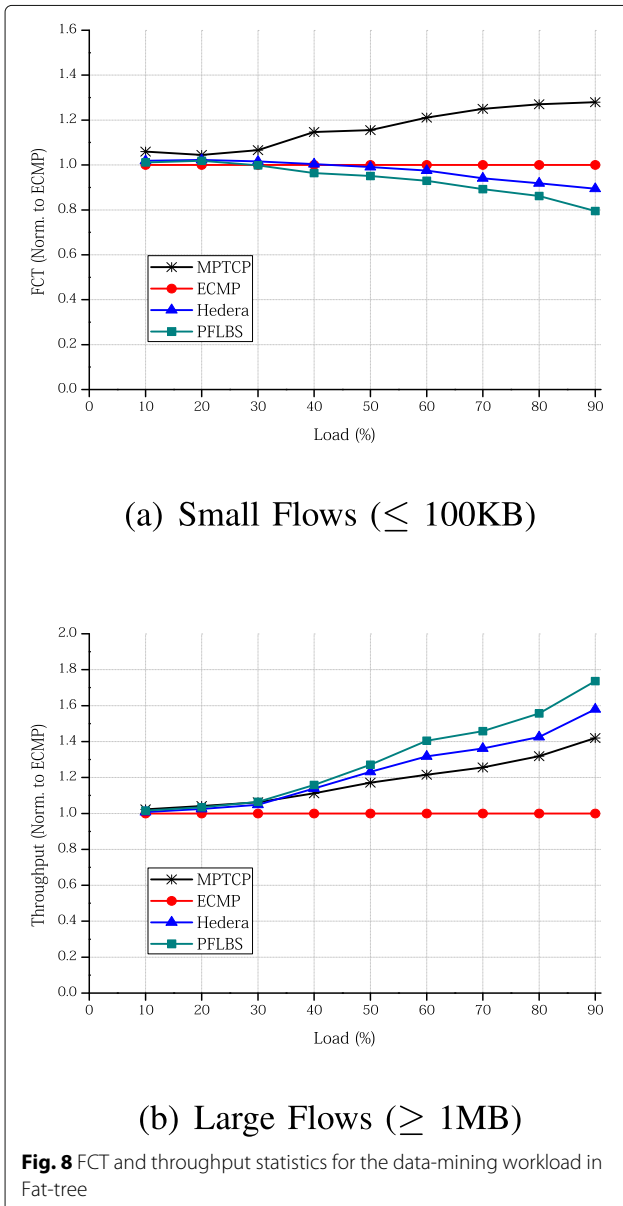 1.6
1.4
1.2
1.0
0.8
0.6
0.4
0.2
0.0
FCT (Norm. to ECMP)
MPTCP
ECMP
Hedera
PFLBS
0 10 20 30 40 50 60 70 80 90
Load (%)
(a) Small Flows (≤ 100KB)
2.0
1.8
1.6
1.4
1.2
1.0
0.8
0.6
0.4
0.2
0.0
Throughput (Norm. to ECMP)
MPTCP
ECMP
Hedera
PFLBS
0 10 20 30 40 50 60 70 80 90
Load (%)
(b) Large Flows (≥ 1MB)
Fig. 8 FCT and throughput statistics for the data-mining workload in
Fat-tree